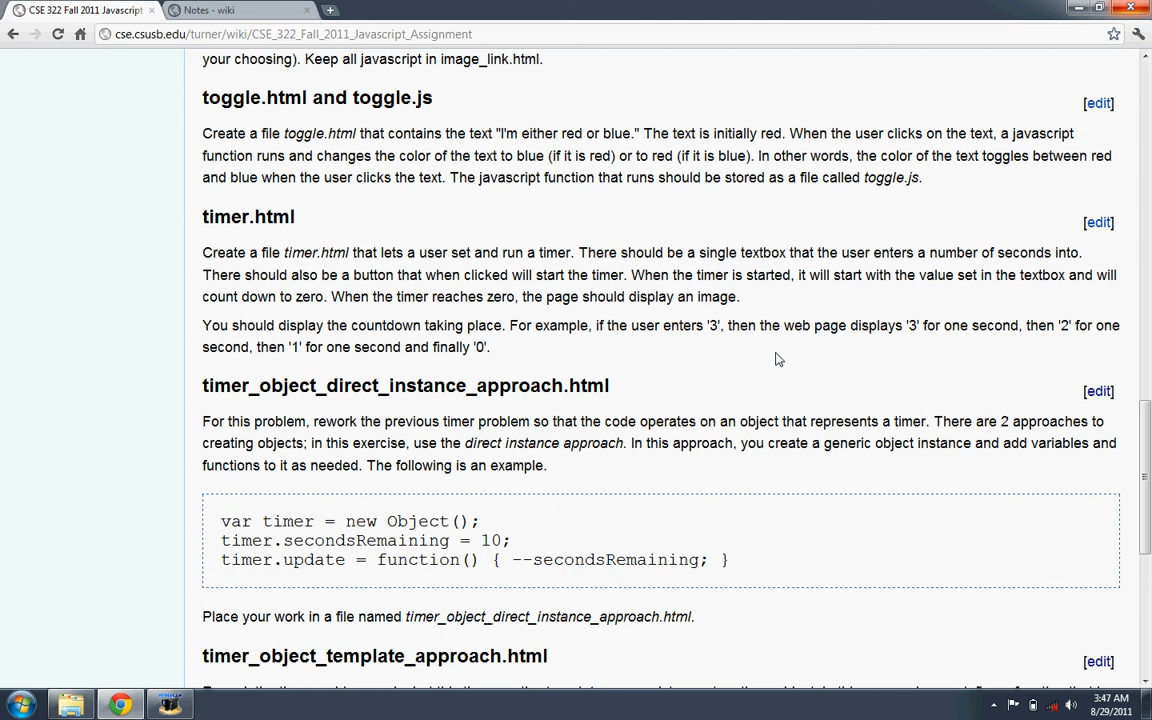 CSE 322 Fall 2011 Javascript
Notes - wiki
cse.csusb.edu/turner/wiki/CSE_322_Fall_2011_Javascript_Assignment
your choosing). Keep all javascript in image_link.html.
toggle.html and toggle.js
[edit]
Create a file toggle.html that contains the text "I'm either red or blue." The text is initially red. When the user clicks on the text, a javascript
function runs and changes the color of the text to blue (if it is red) or to red (if it is blue). In other words, the color of the text toggles between red
and blue when the user clicks the text. The javascript function that runs should be stored as a file called toggle.js.
timer.html
[edit]
Create a file timer.html that lets a user set and run a timer. There should be a single textbox that the user enters a number of seconds into.
There should also be a button that when clicked will start the timer. When the timer is started, it will start with the value set in the textbox and will
count down to zero. When the timer reaches zero, the page should display an image.
You should display the countdown taking place. For example, if the user enters '3', then the web page displays '3' for one second, then '2' for one
second, then '1' for one second and finally '0'.
timer_object_direct_instance_approach.html
[edit]
For this problem, rework the previous timer problem so that the code operates on an object that represents a timer. There are 2 approaches to
creating objects; in this exercise, use the direct instance approach. In this approach, you create a generic object instance and add variables and
functions to it as needed. The following is an example.
var timer = new Object();
timer.secondsRemaining = 10;
timer.update = function() { --secondsRemaining; }
Place your work in a file named timer_object_direct_instance_approach.html.
timer_object_template_approach.html
[edit]
3:47 AM
8/29/2011